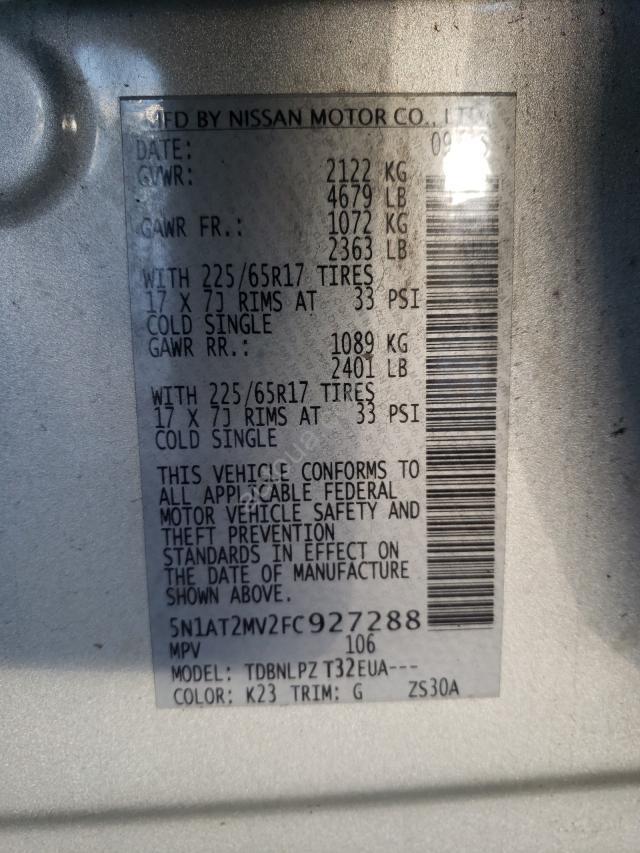 MFD BY NISSAN MOTOR CO., LTD.
DATE:
GVWR: 2122 KG
4679 LB
GAWR FR.: 1072 KG
2363 LB
WITH 225/65R17 TIRES
17 X 7J RIMS AT 33 PSI
COLD SINGLE
GAWR RR.: 1089 KG
2401 LB
WITH 225/65R17 TIRES
17 X 7J RIMS AT 33 PSI
COLD SINGLE
THIS VEHICLE CONFORMS TO
ALL APPLICABLE FEDERAL
MOTOR VEHICLE SAFETY AND
THEFT PREVENTION
STANDARDS IN EFFECT ON
THE DATE OF MANUFACTURE
SHOWN ABOVE.
5N1AT2MV2FC927288
MPV 106
MODEL: TDBNLPZ T32EUA---
COLOR: K23 TRIM: G ZS30A